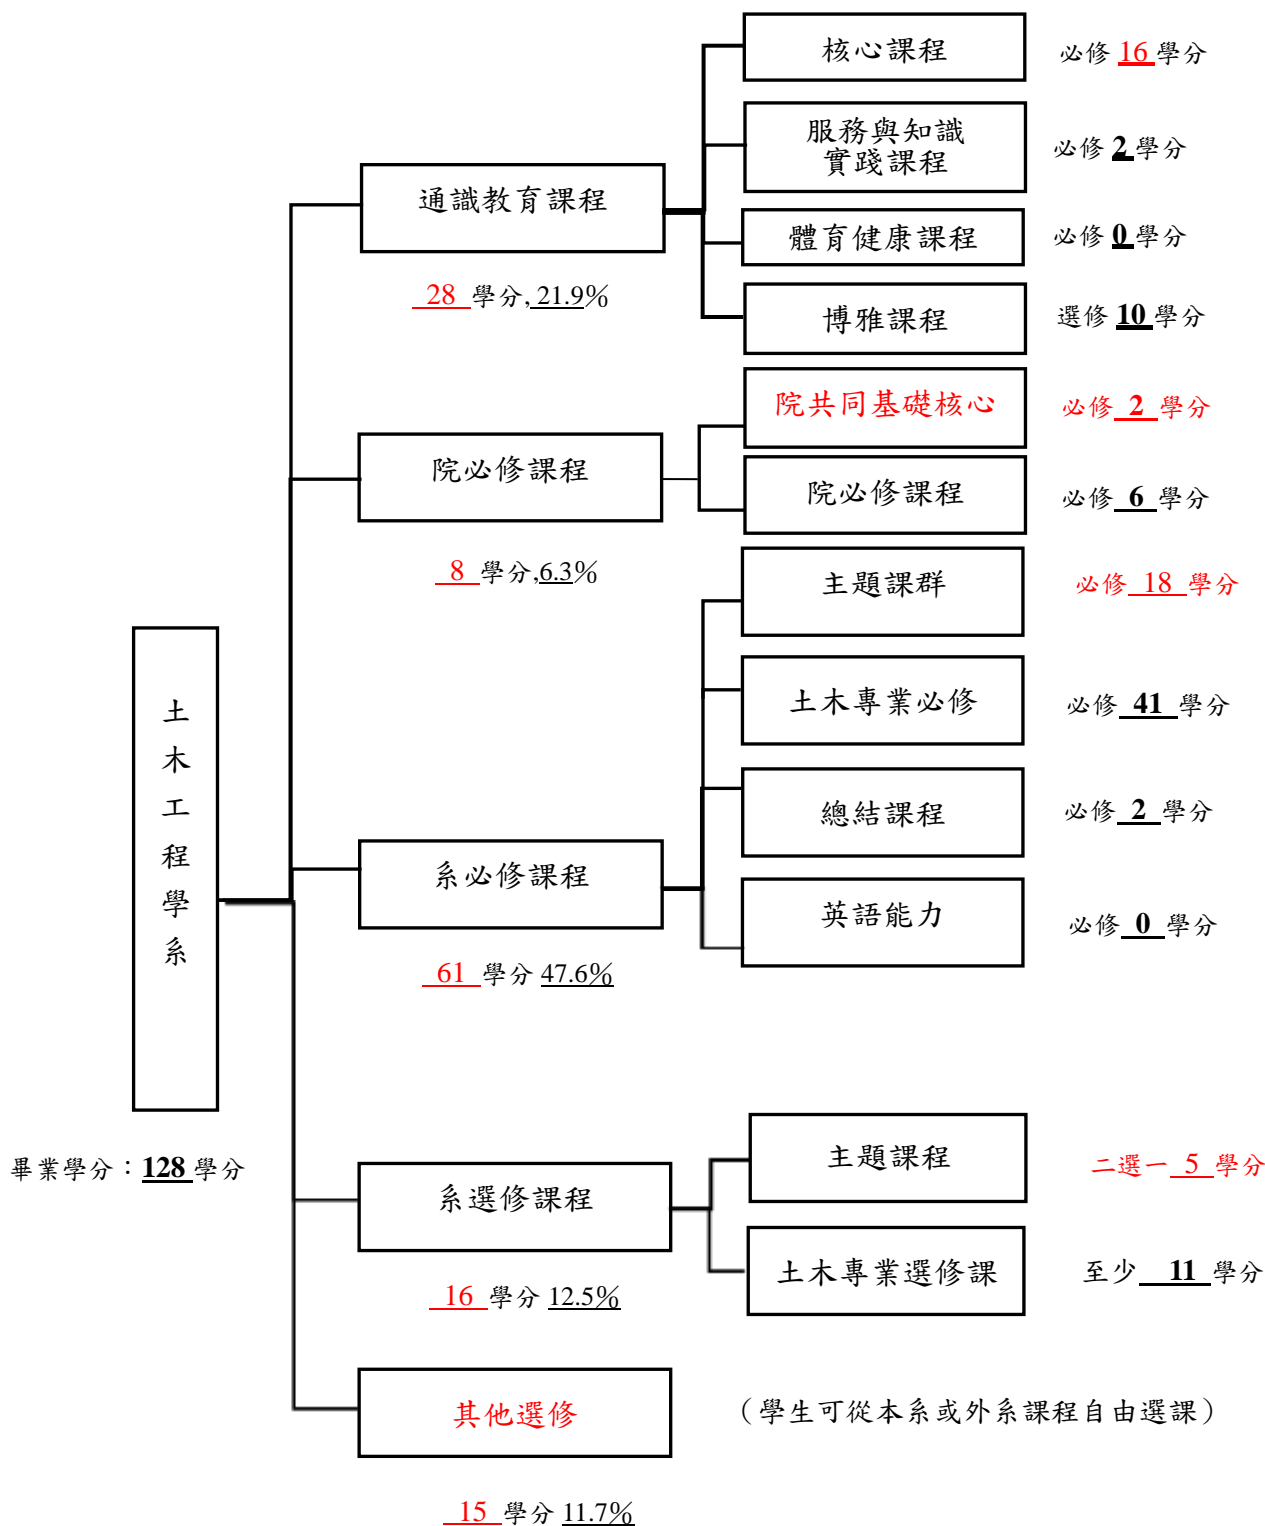 核心課程
必修 16 學分
服務與知識
實踐課程
必修 2 學分
通識教育課程
體育健康課程
必修 0 學分
28 學分, 21.9%
博雅課程
選修 10 學分
院共同基礎核心
必修 2 學分
院必修課程
院必修課程
必修 6 學分
8 學分,6.3%
主題課群
必修 18 學分
土木專業必修
必修 41 學分
土木工程學系
總結課程
必修 2 學分
系必修課程
英語能力
必修 0 學分
61 學分 47.6%
畢業學分：128 學分
主題課程
二選一 5 學分
系選修課程
土木專業選修課
至少 11 學分
16 學分 12.5%
其他選修
（學生可從本系或外系課程自由選課）
15 學分 11.7%